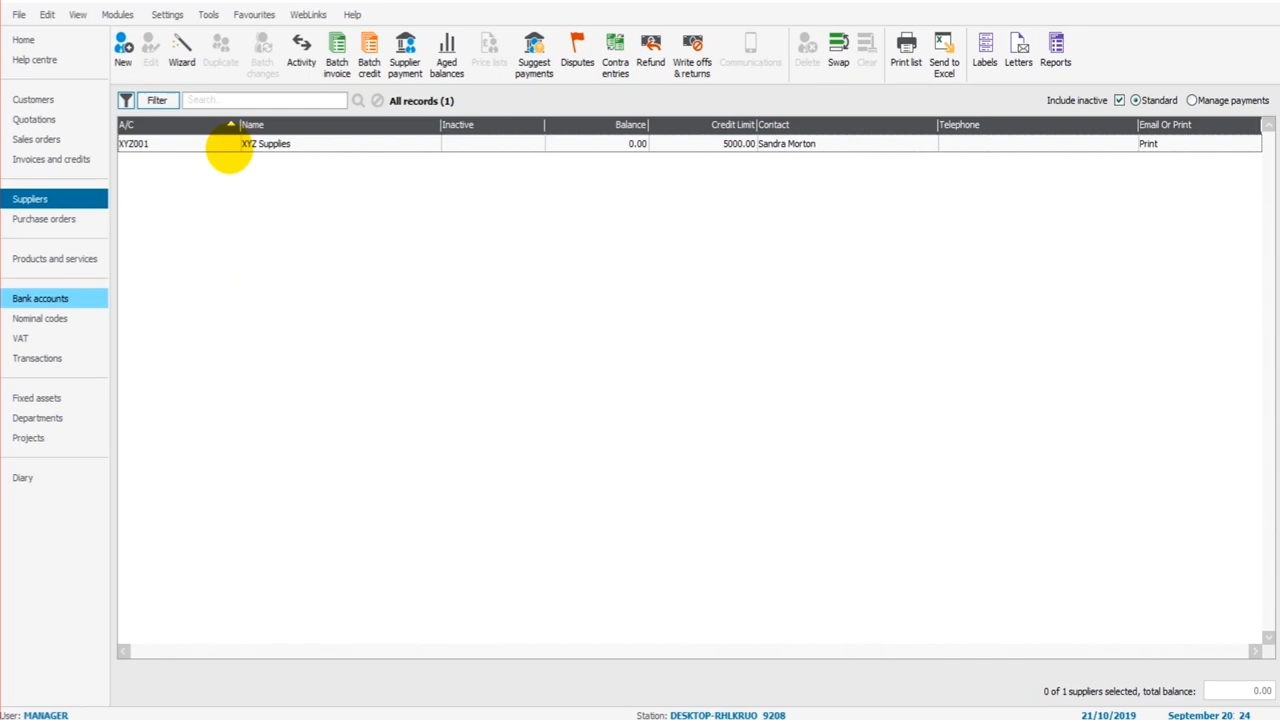 File Edit View Modules Settings Tools Favourites WebLinks Help
Home
Help centre
Customers
Quotations
Sales orders
Invoices and credits
Suppliers
Purchase orders
Products and services
Bank accounts
Nominal codes
VAT
Transactions
Fixed assets
Departments
Projects
Diary
New Edit Wizard Duplicate Batch changes Activity Batch invoice Batch credit Supplier payment Aged balances Price lists Suggest payments Disputes Contra entries Refund Write offs & returns Communications Delete Swap Clear Print list Send to Excel Labels Letters Reports
Filter Search... All records (1) Include inactive Standard Manage payments
A/C Name Inactive Balance Credit Limit Contact Telephone Email Or Print
XYZ001 XYZ Supplies 0.00 5000.00 Sandra Morton Print
0 of 1 suppliers selected, total balance: 0.00
User: MANAGER Station: DESKTOP-RHLKRUO 9208 21/10/2019 September 20 24